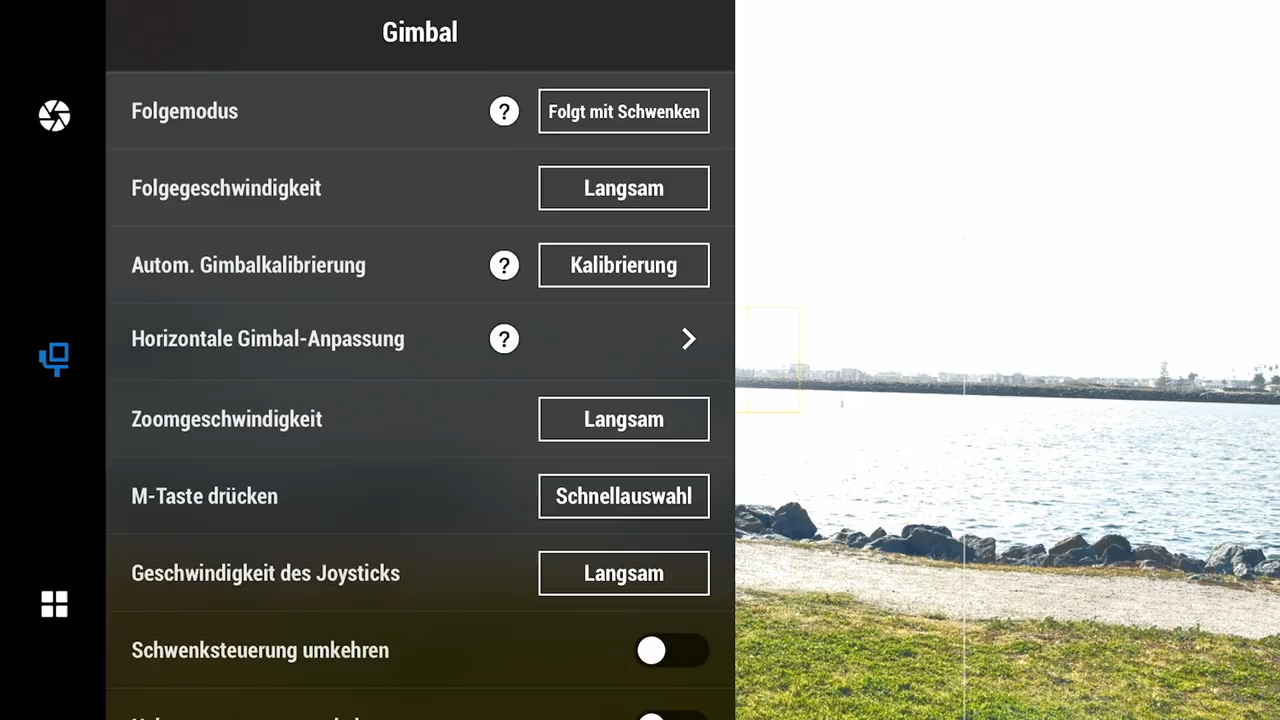 Gimbal
Folgemodus ? Folgt mit Schwenken
Folgegeschwindigkeit Langsam
Autom. Gimbalkalibrierung ? Kalibrierung
Horizontale Gimbal-Anpassung ?
Zoomgeschwindigkeit Langsam
M-Taste drücken Schnellauswahl
Geschwindigkeit des Joysticks Langsam
Schwenksteuerung umkehren